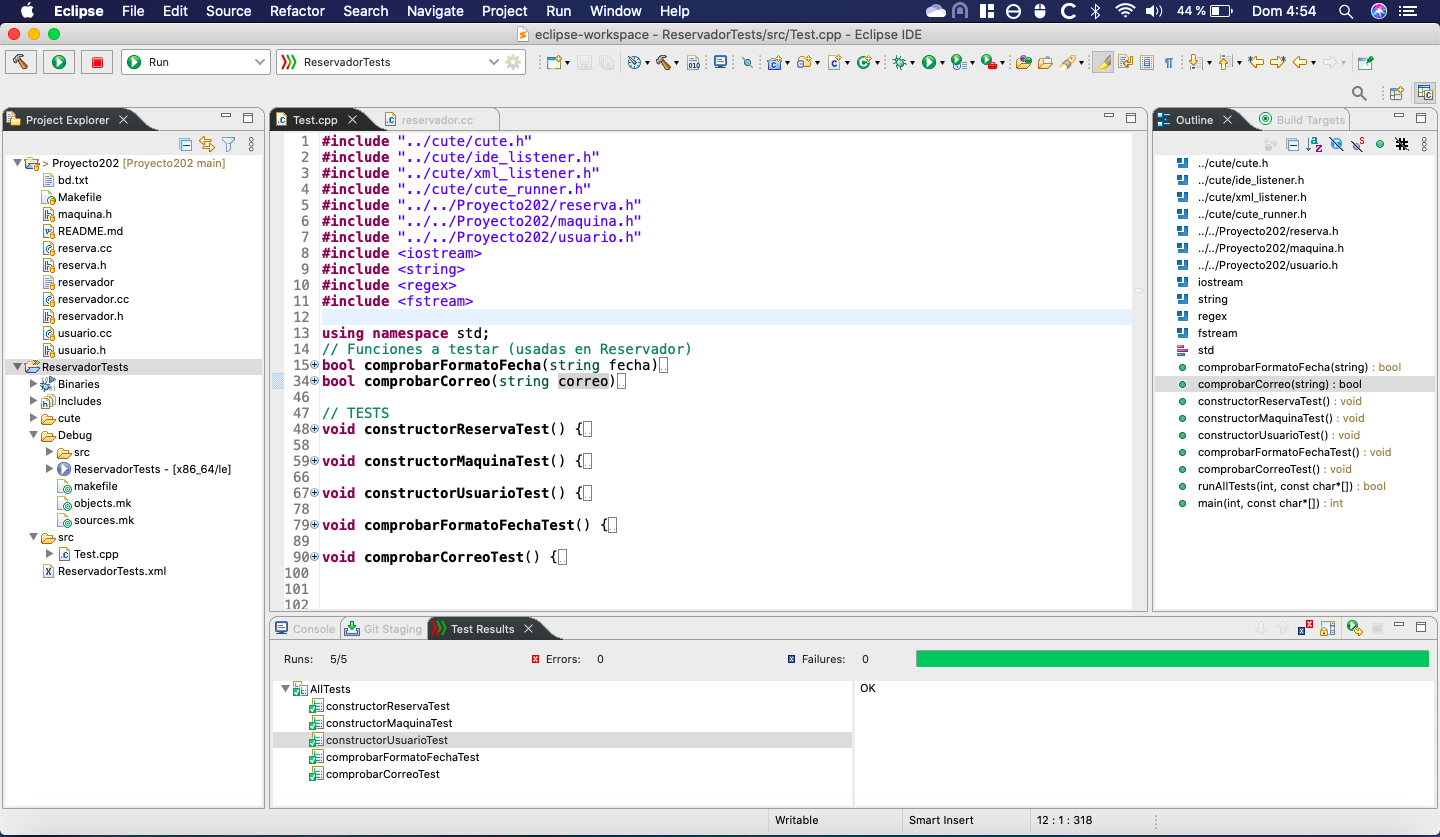 Eclipse File Edit Source Refactor Search Navigate Project Run Window Help 44 % Dom 4:54
eclipse-workspace - ReservadorTests/src/Test.cpp - Eclipse IDE
Run ReservadorTests
Project Explorer
> Proyecto202 [Proyecto202 main]
bd.txt
Makefile
maquina.h
README.md
reserva.cc
reserva.h
reservador
reservador.cc
reservador.h
usuario.cc
usuario.h
ReservadorTests
Binaries
Includes
cute
Debug
src
ReservadorTests - [x86_64/le]
makefile
objects.mk
sources.mk
src
Test.cpp
ReservadorTests.xml
Test.cpp reservador.cc
1 #include "../cute/cute.h"
2 #include "../cute/ide_listener.h"
3 #include "../cute/xml_listener.h"
4 #include "../cute/cute_runner.h"
5 #include "../../Proyecto202/reserva.h"
6 #include "../../Proyecto202/maquina.h"
7 #include "../../Proyecto202/usuario.h"
8 #include <iostream>
9 #include <string>
10 #include <regex>
11 #include <fstream>
12
13 using namespace std;
14 // Funciones a testar (usadas en Reservador)
15 bool comprobarFormatoFecha(string fecha)
34 bool comprobarCorreo(string correo)
46
47 // TESTS
48 void constructorReservaTest() {
58
59 void constructorMaquinaTest() {
66
67 void constructorUsuarioTest() {
78
79 void comprobarFormatoFechaTest() {
89
90 void comprobarCorreoTest() {
100
101
102
Outline Build Targets
../cute/cute.h
../cute/ide_listener.h
../cute/xml_listener.h
../cute/cute_runner.h
../../Proyecto202/reserva.h
../../Proyecto202/maquina.h
../../Proyecto202/usuario.h
iostream
string
regex
fstream
std
comprobarFormatoFecha(string) : bool
comprobarCorreo(string) : bool
constructorReservaTest() : void
constructorMaquinaTest() : void
constructorUsuarioTest() : void
comprobarFormatoFechaTest() : void
comprobarCorreoTest() : void
runAllTests(int, const char*[]) : bool
main(int, const char*[]) : int
Console Git Staging Test Results
Runs: 5/5 Errors: 0 Failures: 0
AllTests
constructorReservaTest
constructorMaquinaTest
constructorUsuarioTest
comprobarFormatoFechaTest
comprobarCorreoTest
OK
Writable Smart Insert 12 : 1 : 318